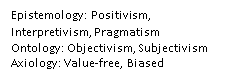 Epistemology: Positivism,
Interpretivism, Pragmatism
Ontology: Objectivism, Subjectivism
Axiology: Value-free, Biased